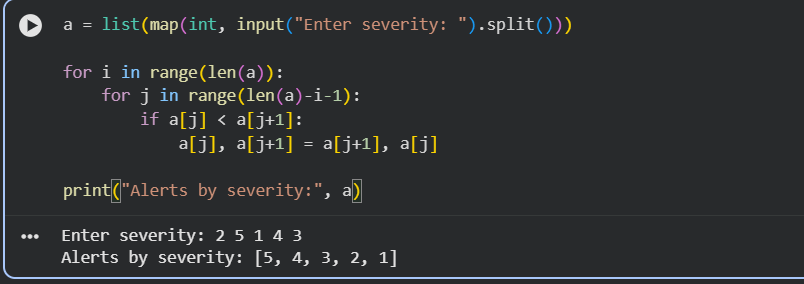 a = list(map(int, input("Enter severity: ").split()))
for i in range(len(a)):
    for j in range(len(a)-i-1):
        if a[j] < a[j+1]:
            a[j], a[j+1] = a[j+1], a[j]
print("Alerts by severity:", a)
Enter severity: 2 5 1 4 3
Alerts by severity: [5, 4, 3, 2, 1]